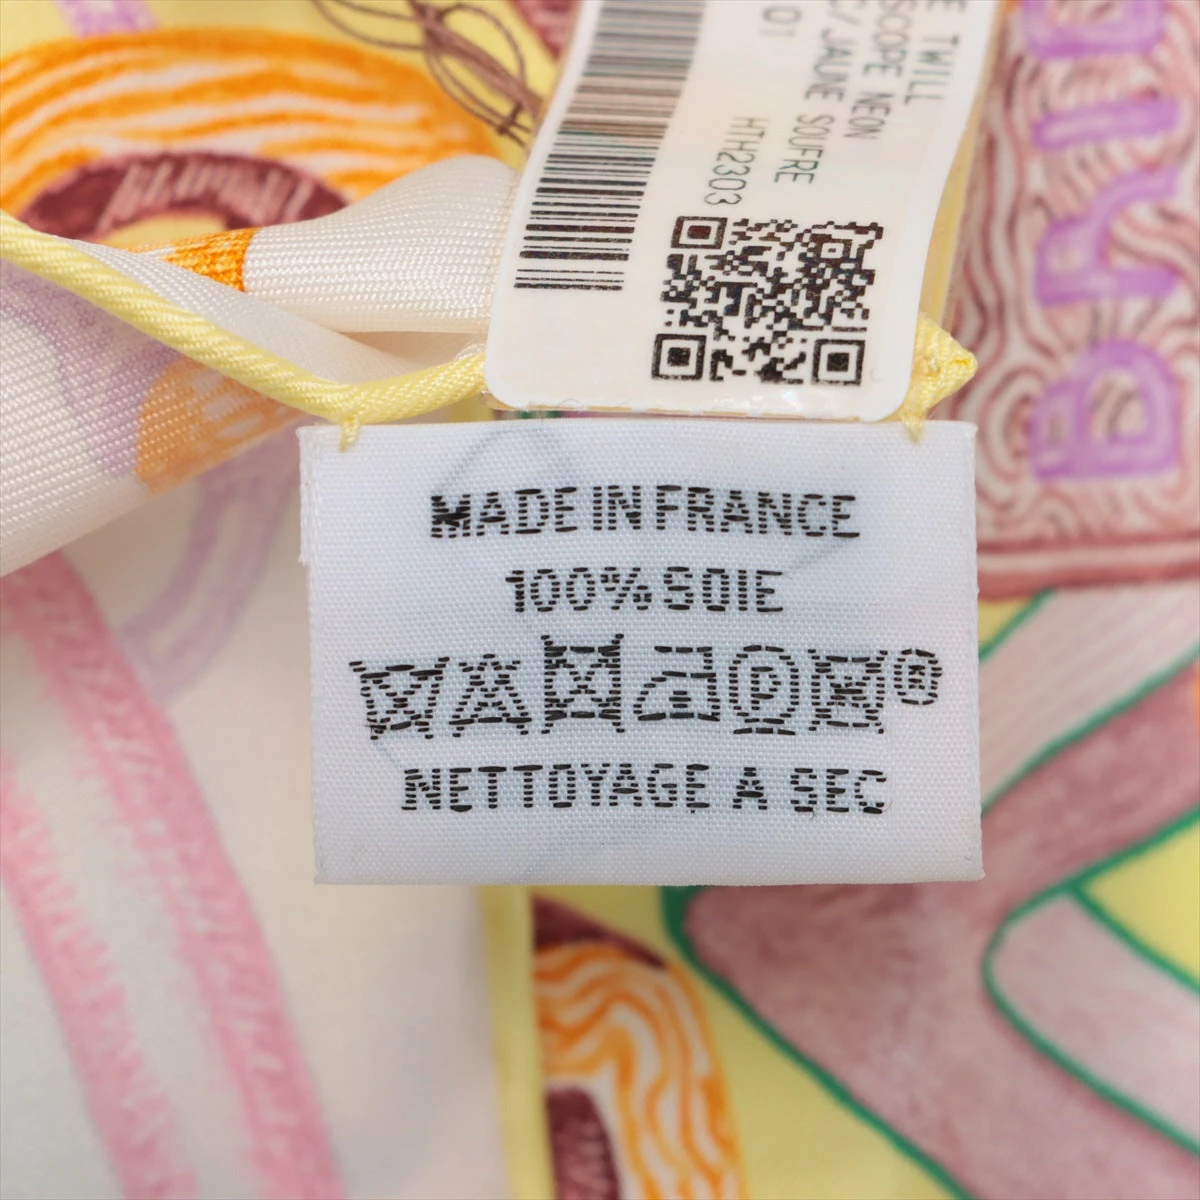 E TWILL
SCOPE NEON
C/ JAUNE SOUFRE
01
HTH2303
MADE IN FRANCE
100% SOIE
P
®
NETTOYAGE A SEC